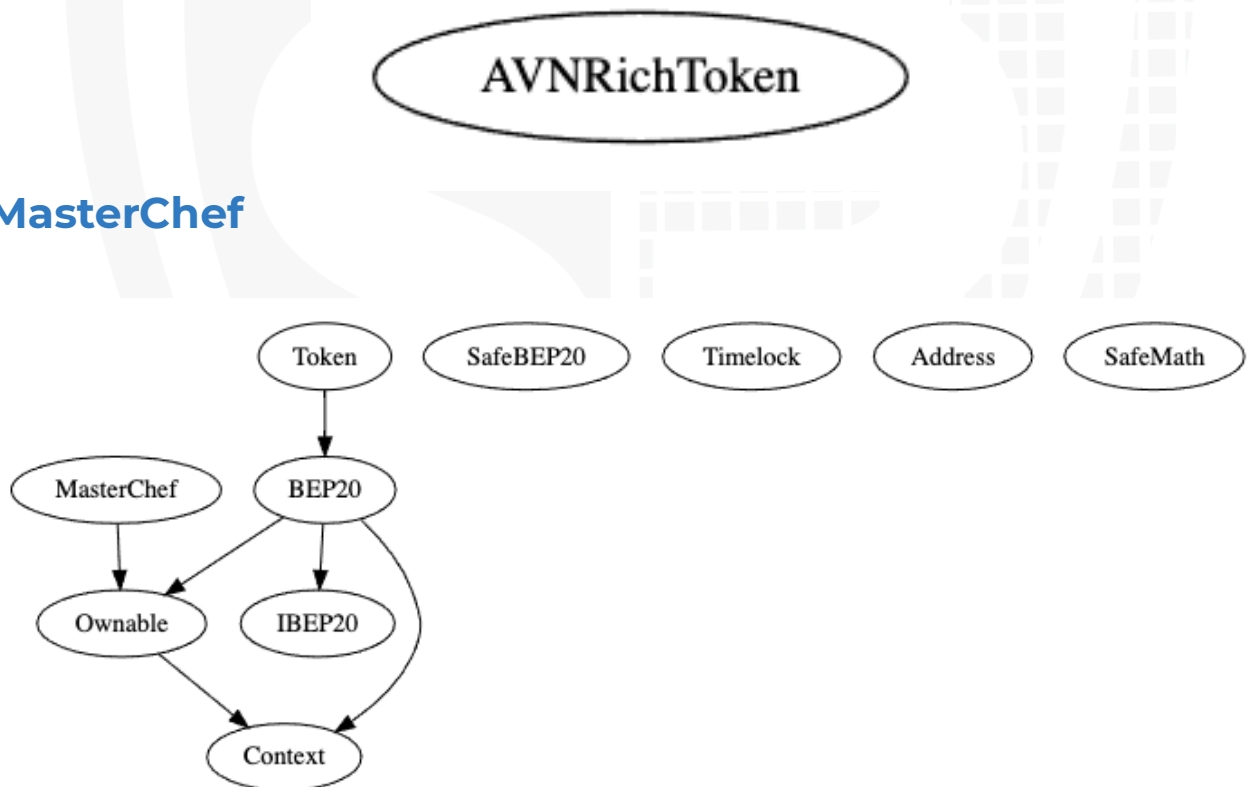 AVNRichToken
MasterChef
Token SafeBEP20 Timelock Address SafeMath
MasterChef BEP20
Ownable IBEP20
Context